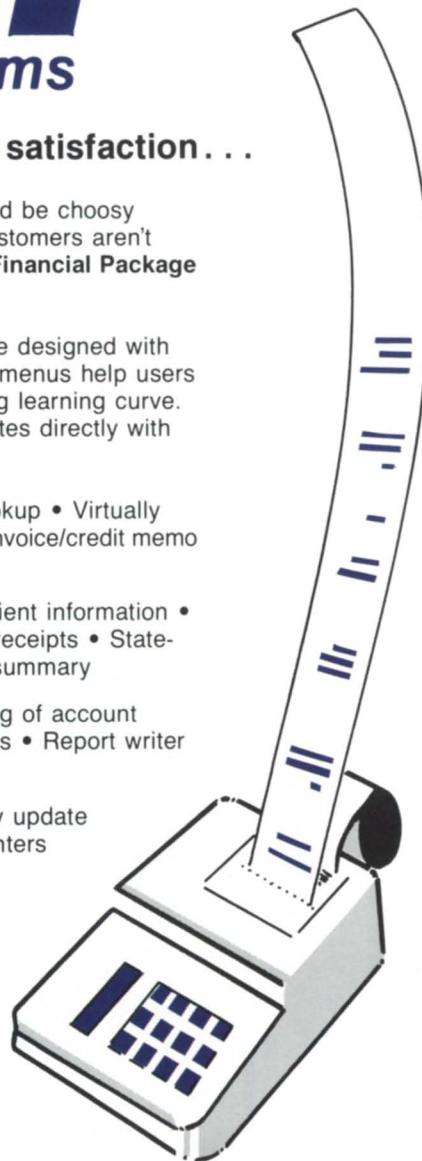 ms
satisfaction...
d be choosy
stomers aren't
Financial Package
e designed with
menus help users
g learning curve.
tes directly with
kup • Virtually
nvoice/credit memo
ient information •
receipts • State-
summary
g of account
s • Report writer
y update
nters